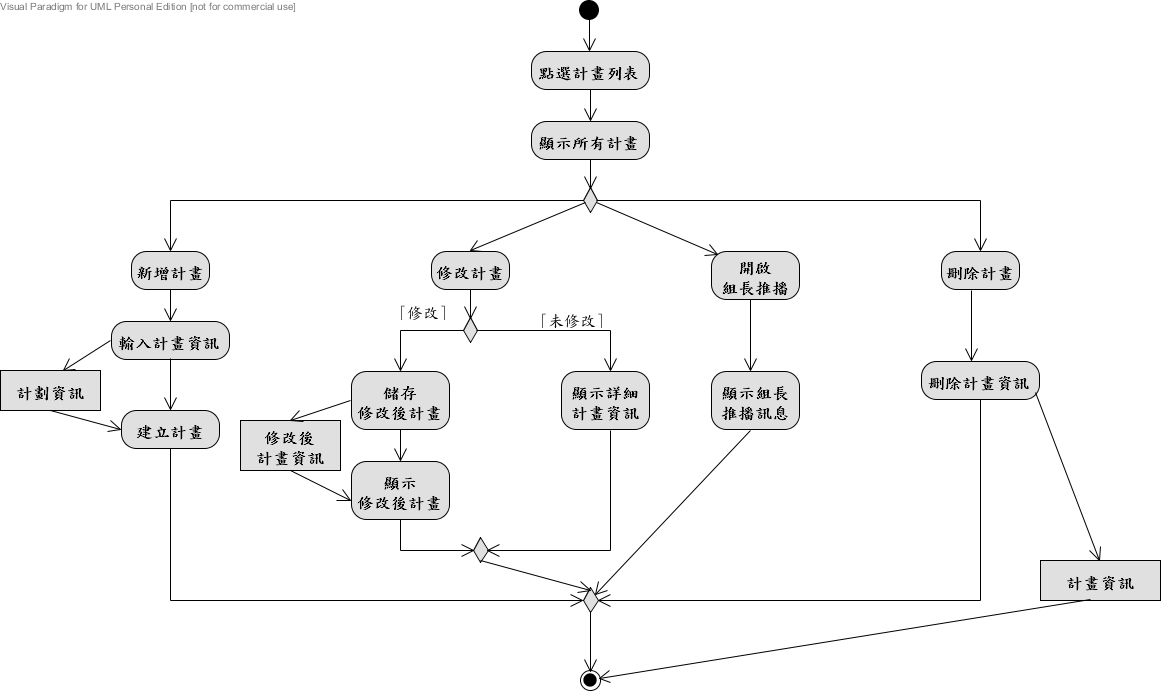 Visual Paradigm for UML Personal Edition [not for commercial use]
點選計畫列表
顯示所有計畫
新增計畫
修改計畫
開啟
組長推播
刪除計畫
「修改」
「未修改」
輸入計畫資訊
計劃資訊
建立計畫
儲存
修改後計畫
修改後
計畫資訊
顯示
修改後計畫
顯示詳細
計畫資訊
顯示組長
推播訊息
刪除計畫資訊
計畫資訊